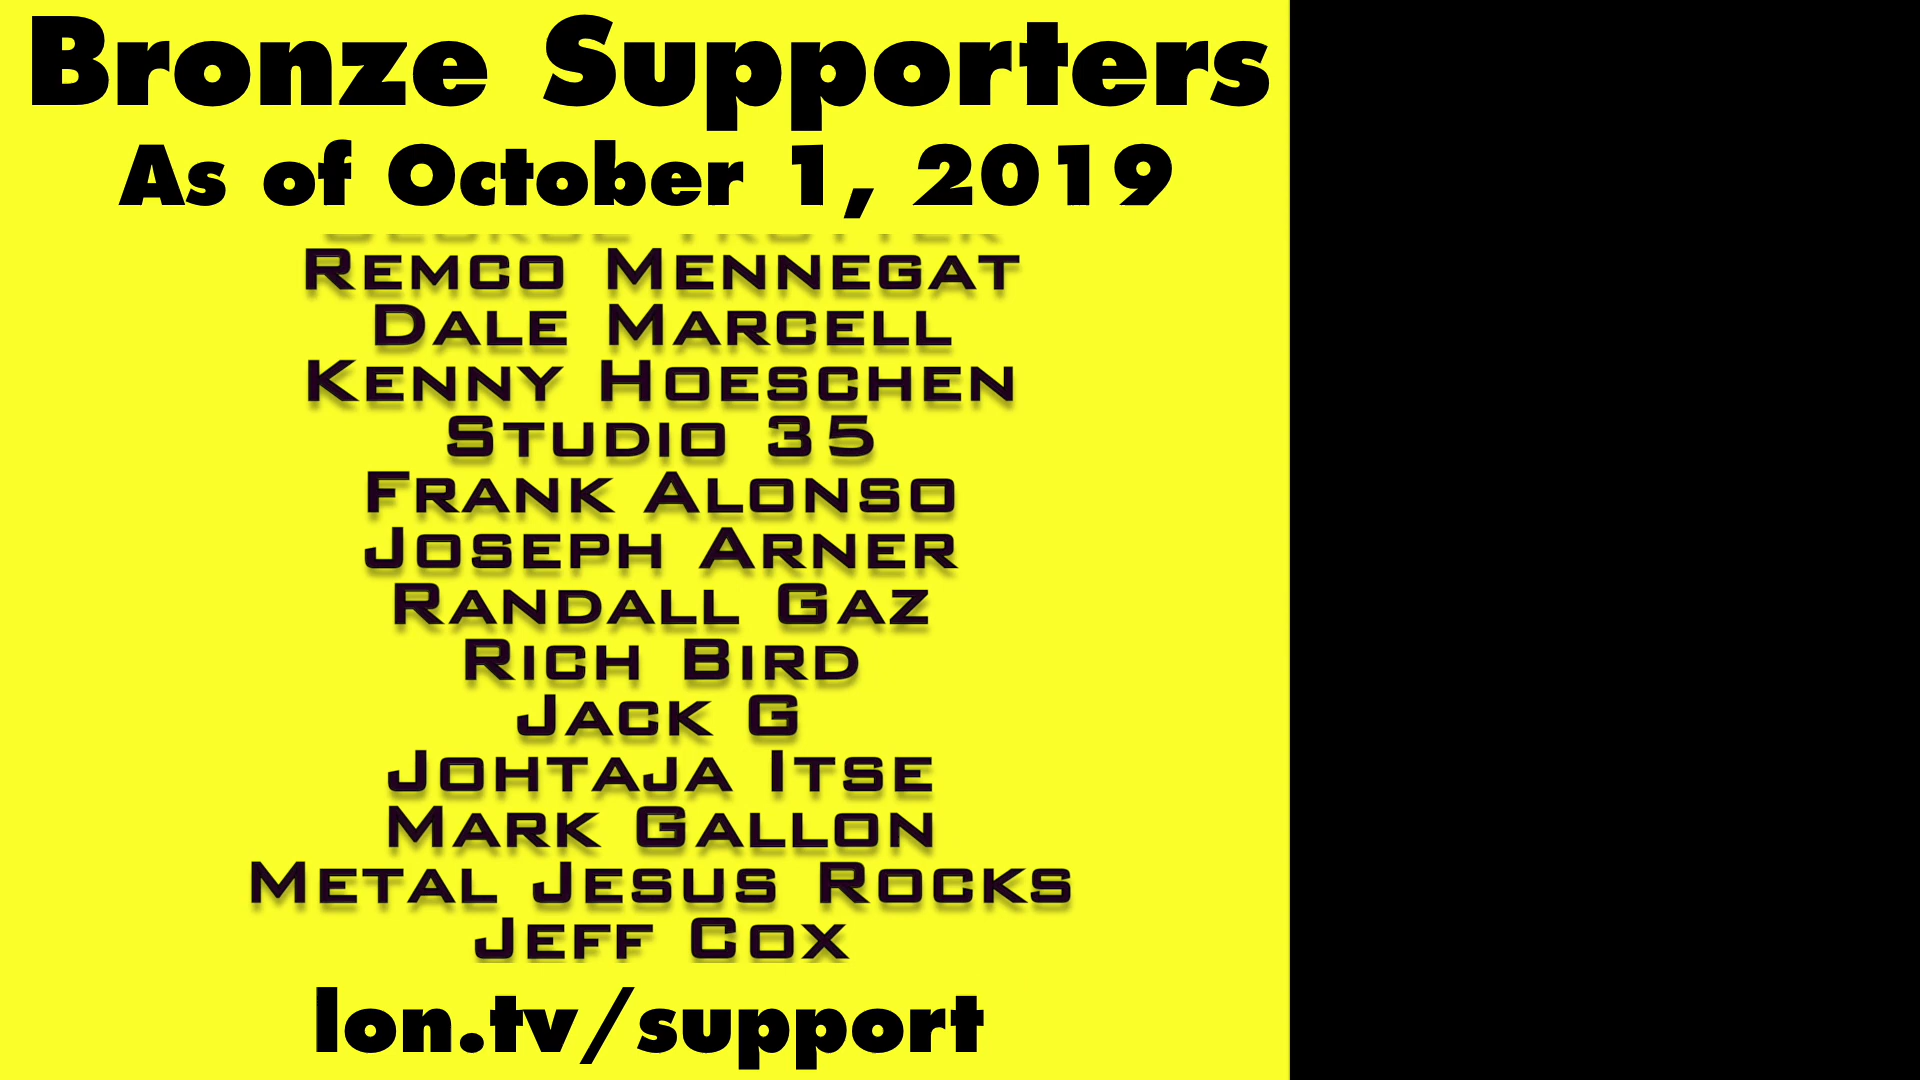 Bronze Supporters
As of October 1, 2019
Remco Mennegat
Dale Marcell
Kenny Hoeschen
Studio 35
Frank Alonso
Joseph Arner
Randall Gaz
Rich Bird
Jack G
Johtaja Itse
Mark Gallon
Metal Jesus Rocks
Jeff Cox
lon.tv/support